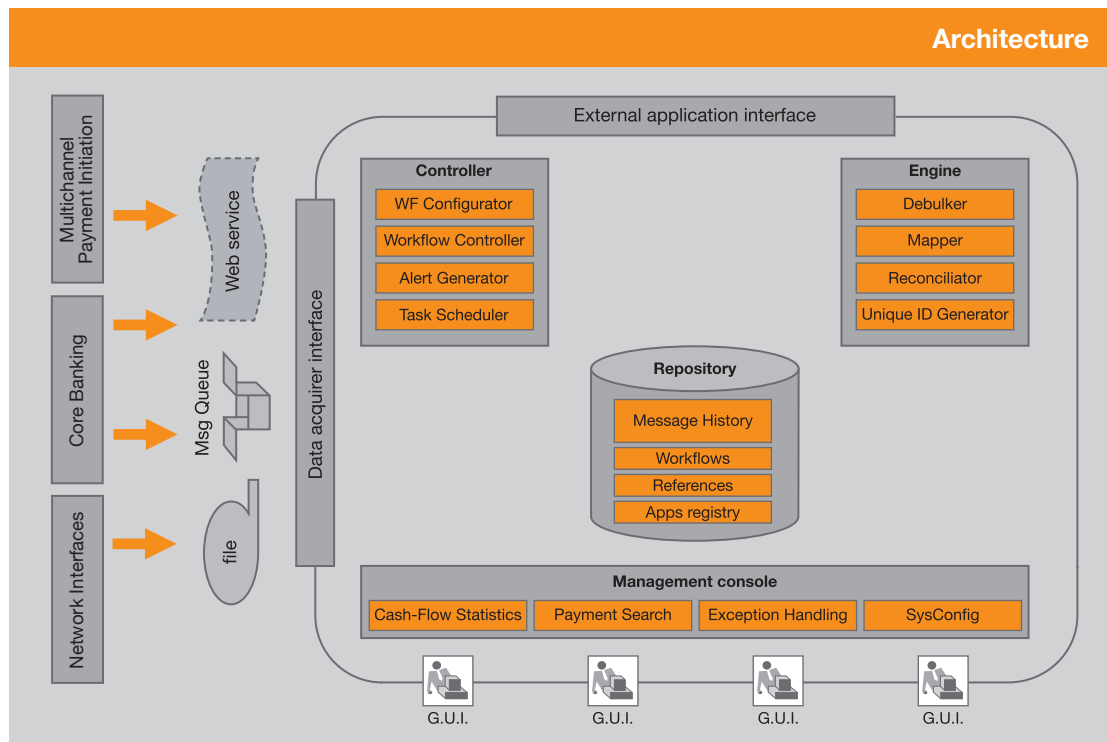 Architecture
Multichannel
Payment Initiation
Core Banking
Network Interfaces
Web service
Msg Queue
file
Data acquirer interface
External application interface
Controller
WF Configurator
Workflow Controller
Alert Generator
Task Scheduler
Engine
Debulker
Mapper
Reconciliator
Unique ID Generator
Repository
Message History
Workflows
References
Apps registry
Management console
Cash-Flow Statistics
Payment Search
Exception Handling
SysConfig
G.U.I.
G.U.I.
G.U.I.
G.U.I.